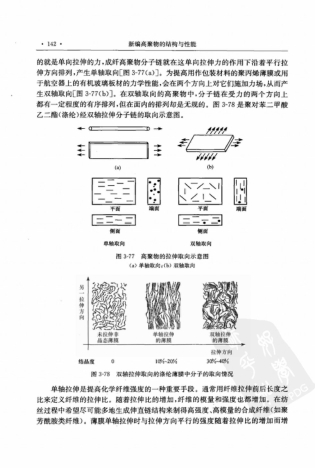 · 142 ·
新编高聚物的结构与性能
的就是单向拉伸的力,成纤高聚物分子链就在这单向拉伸力的作用下沿着平行拉
伸方向排列,产生单轴取向[图 3-77(a)]。为提高用作包装材料的聚丙烯薄膜或用
于航空器上的有机玻璃板材的力学性能,会在两个方向上对它们施加力场,从而产
生双轴取向[图 3-77(b)]。在双轴取向的高聚物中,分子链在受力的两个方向上
都有一定程度的有序排列,但在面内的排列却是无规的。图 3-78 是聚对苯二甲酸
乙二酯(涤纶)经双轴拉伸分子链的取向示意图。
(a)
(b)
平面
端面
平面
端面
侧面
侧面
单轴取向
双轴取向
图 3-77 高聚物的拉伸取向示意图
(a) 单轴取向;(b) 双轴取向
另一拉伸方向
未拉伸非晶态薄膜
单轴拉伸的薄膜
双轴拉伸的薄膜
拉伸方向
结晶度 0 10%~20% 30%~40%
图 3-78 双轴拉伸取向的涤纶薄膜中分子的取向情况
单轴拉伸是提高化学纤维强度的一种重要手段。通常用纤维拉伸前后长度之
比来定义纤维的拉伸比。随着拉伸比的增加,纤维的模量和强度也都增加。在纺
丝过程中希望尽可能多地生成伸直链结构来制得高强度、高模量的合成纤维(如聚
芳酰胺类纤维)。薄膜单轴拉伸时与拉伸方向平行的强度随着拉伸比的增加而增